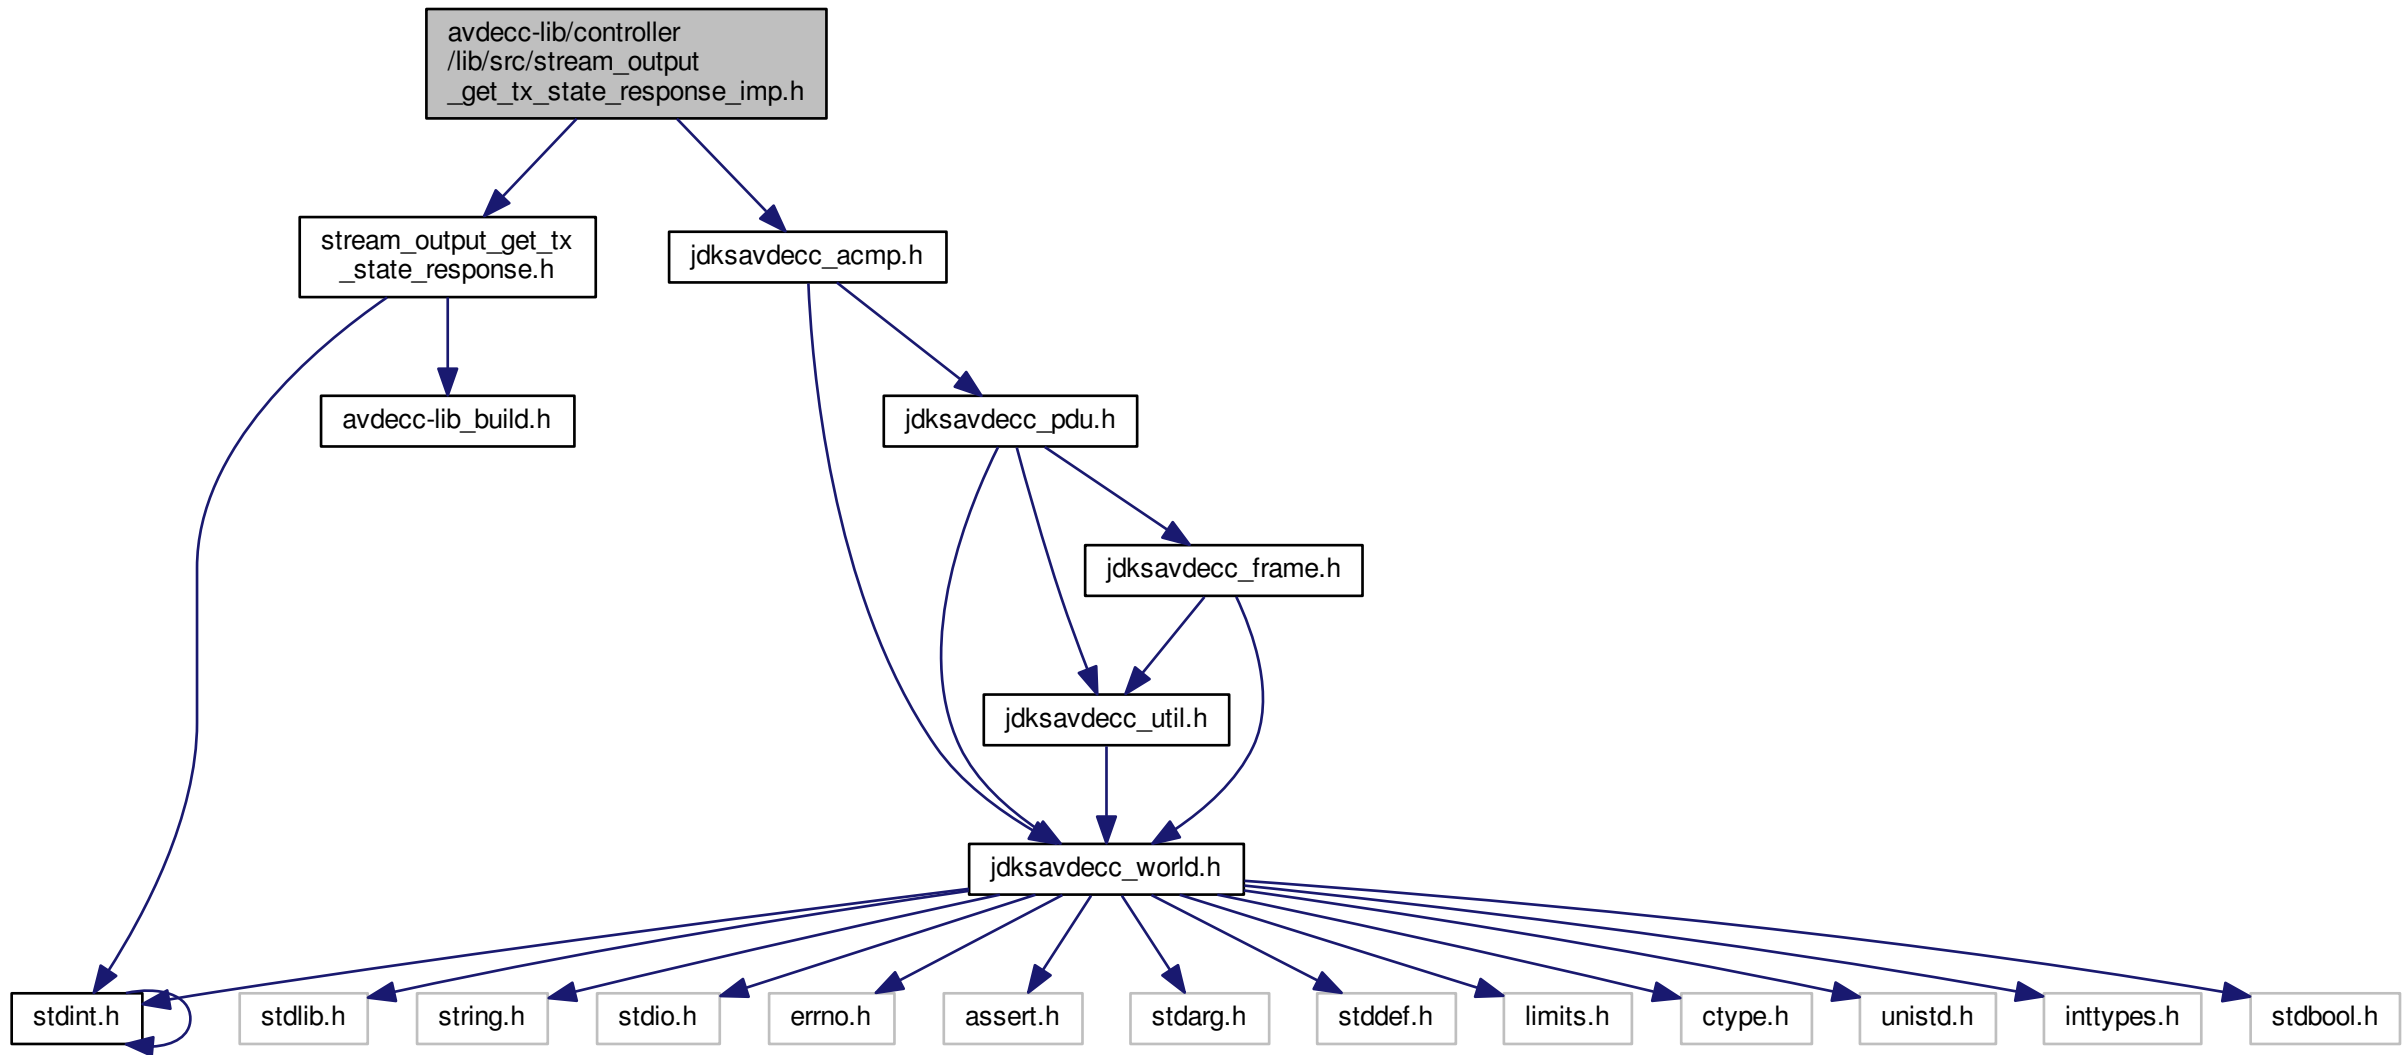 avdecc-lib/controller
/lib/src/stream_output
_get_tx_state_response_imp.h
stream_output_get_tx
_state_response.h
jdksavdecc_acmp.h
avdecc-lib_build.h
jdksavdecc_pdu.h
jdksavdecc_frame.h
jdksavdecc_util.h
jdksavdecc_world.h
stdint.h
stdlib.h
string.h
stdio.h
errno.h
assert.h
stdarg.h
stddef.h
limits.h
ctype.h
unistd.h
inttypes.h
stdbool.h